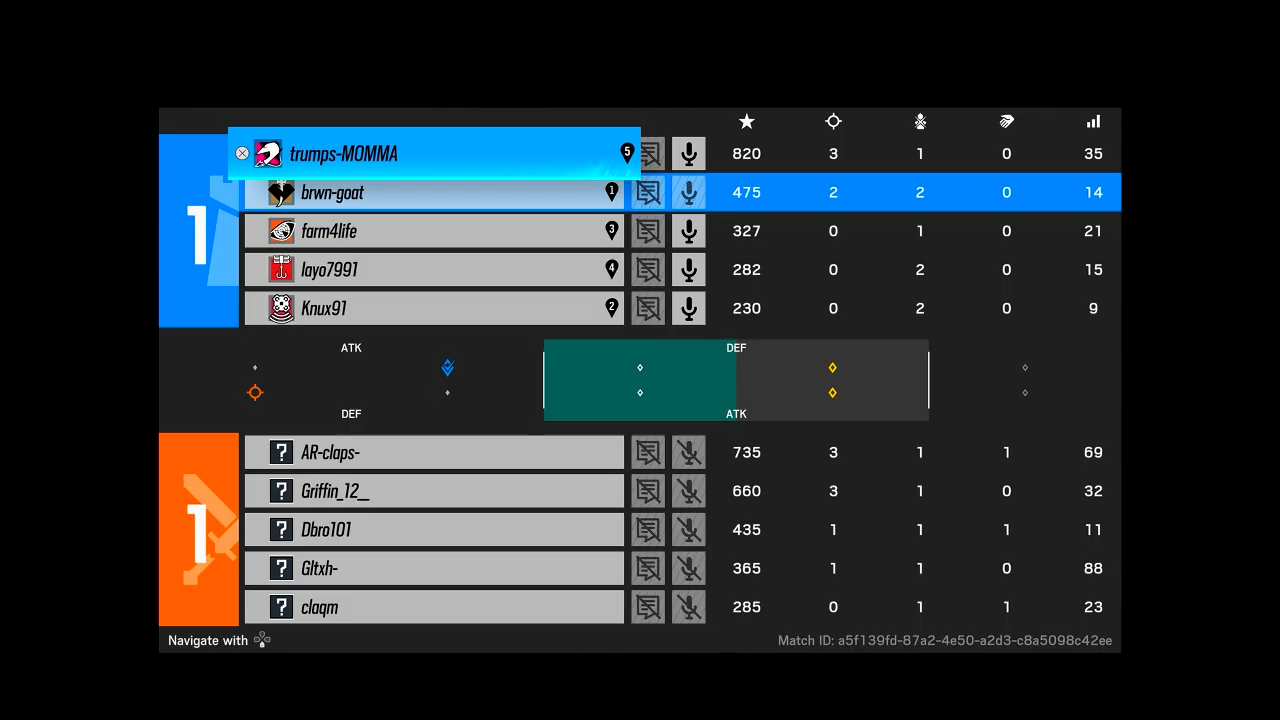 trumps-MOMMA 5 820 3 1 0 35
1
brwn-goat 1 475 2 2 0 14
farm4life 3 327 0 1 0 21
layo7991 4 282 0 2 0 15
Knux91 2 230 0 2 0 9
ATK DEF
DEF ATK
AR-claps- 735 3 1 1 69
Griffin_12__ 660 3 1 0 32
1
Dbro101 435 1 1 1 11
Gltxh- 365 1 1 0 88
claqm 285 0 1 1 23
Navigate with
Match ID: a5f139fd-87a2-4e50-a2d3-c8a5098c42ee